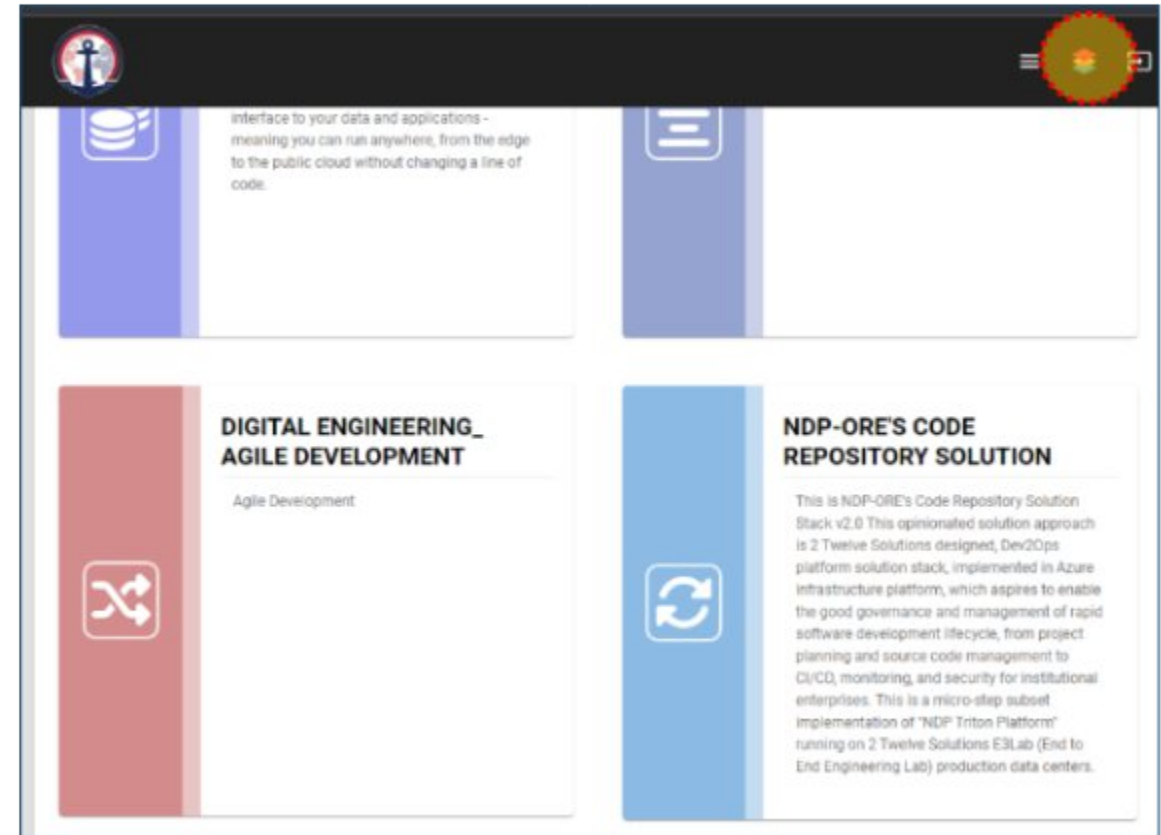 interface to your data and applications -
meaning you can run anywhere, from the edge
to the public cloud without changing a line of
code.
DIGITAL ENGINEERING_
AGILE DEVELOPMENT
Agile Development
NDP-ORE'S CODE
REPOSITORY SOLUTION
This is NDP-ORE's Code Repository Solution
Stack v2.0 This opinionated solution approach
is 2 Twelve Solutions designed, Dev2Ops
platform solution stack, implemented in Azure
infrastructure platform, which aspires to enable
the good governance and management of rapid
software development lifecycle, from project
planning and source code management to
CI/CD, monitoring, and security for institutional
enterprises. This is a micro-step subset
implementation of "NDP Triton Platform"
running on 2 Twelve Solutions E3Lab (End to
End Engineering Lab) production data centers.